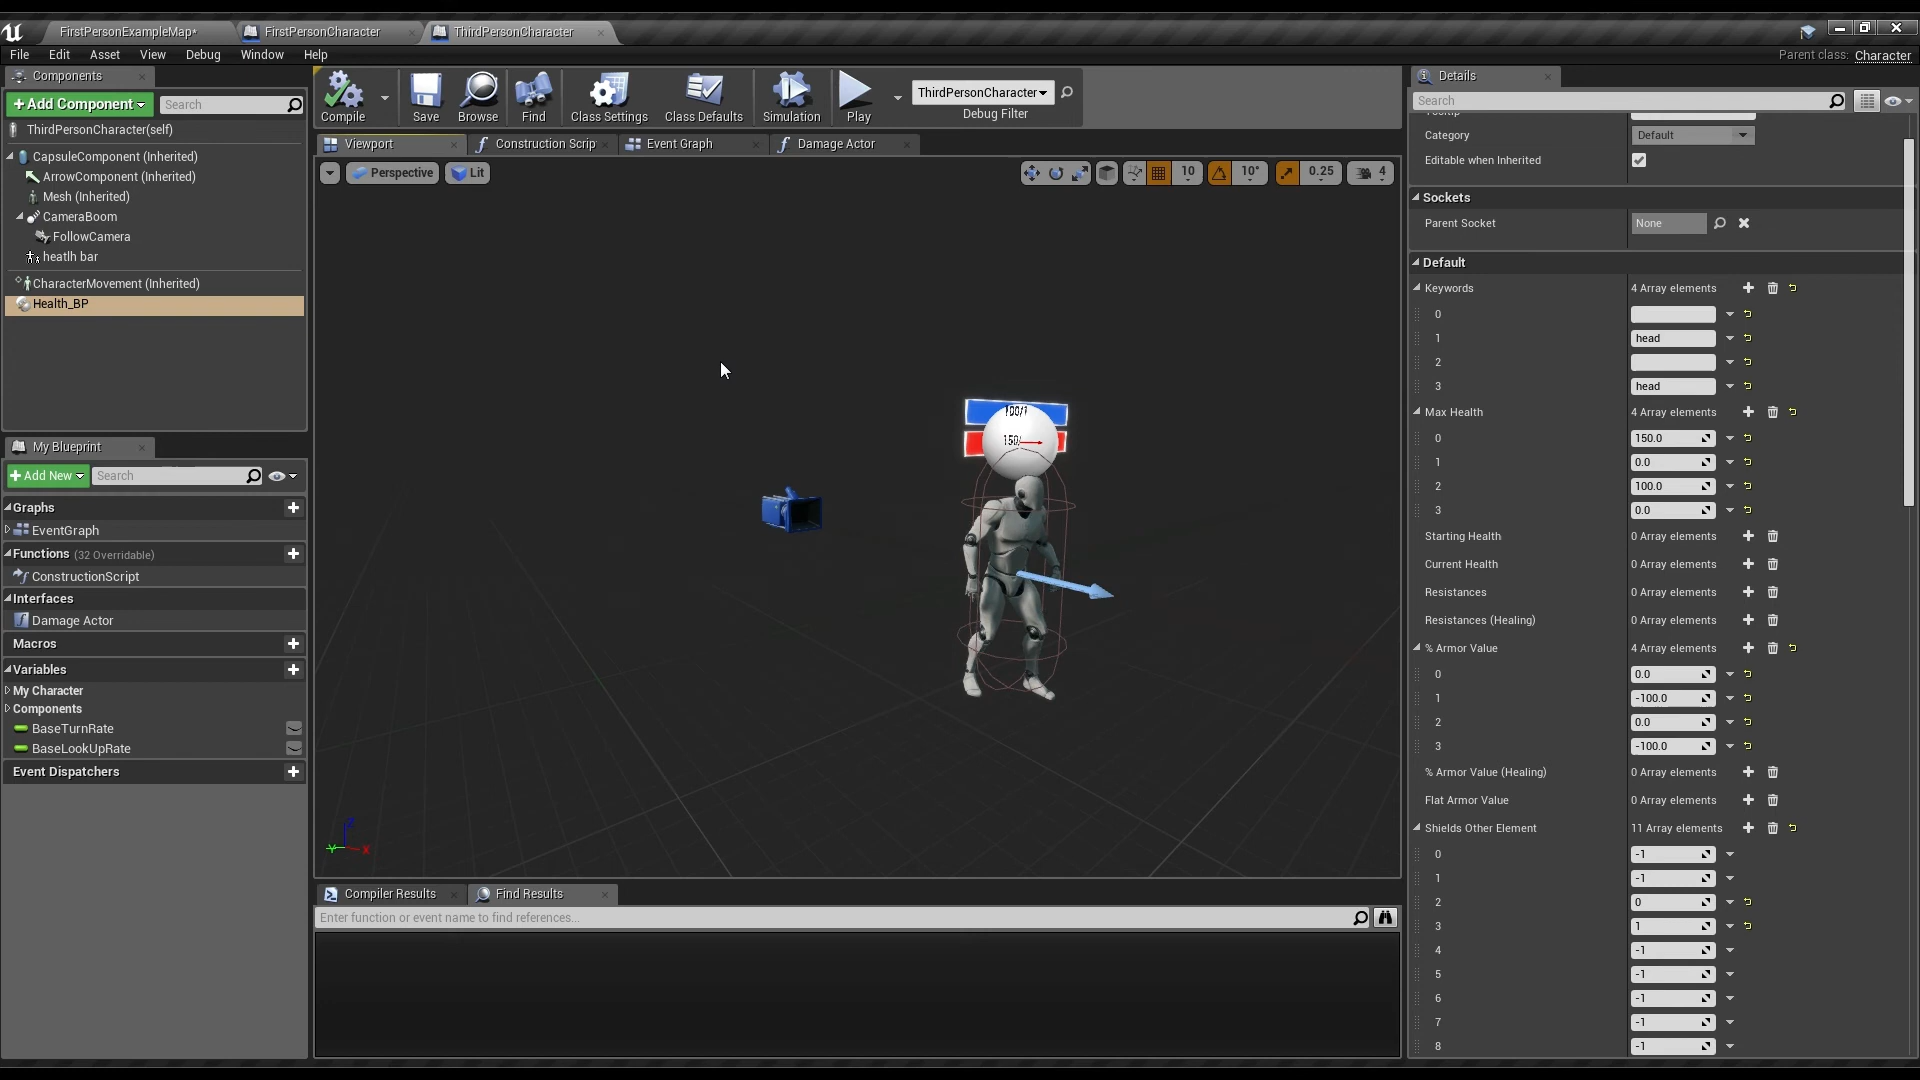 FirstPersonExampleMap*
FirstPersonCharacter
ThirdPersonCharacter
File Edit Asset View Debug Window Help
Parent class: Character
Components
+Add Component
Search
ThirdPersonCharacter(self)
CapsuleComponent (Inherited)
ArrowComponent (Inherited)
Mesh (Inherited)
CameraBoom
FollowCamera
heatlh bar
CharacterMovement (Inherited)
Health_BP
My Blueprint
+Add New
Search
Graphs
EventGraph
Functions (32 Overridable)
ConstructionScript
Interfaces
Damage Actor
Macros
Variables
My Character
Components
BaseTurnRate
BaseLookUpRate
Event Dispatchers
Compile
Save
Browse
Find
Class Settings
Class Defaults
Simulation
Play
ThirdPersonCharacter
Debug Filter
Viewport
Construction Scrip
Event Graph
Damage Actor
Perspective
Lit
10
10°
0.25
4
100/1
150/
Z
Y
X
Compiler Results
Find Results
Enter function or event name to find references...
Details
Search
Category Default
Editable when Inherited
Sockets
Parent Socket None
Default
Keywords 4 Array elements
0
1 head
2
3 head
Max Health 4 Array elements
0 150.0
1 0.0
2 100.0
3 0.0
Starting Health 0 Array elements
Current Health 0 Array elements
Resistances 0 Array elements
Resistances (Healing) 0 Array elements
% Armor Value 4 Array elements
0 0.0
1 -100.0
2 0.0
3 -100.0
% Armor Value (Healing) 0 Array elements
Flat Armor Value 0 Array elements
Shields Other Element 11 Array elements
0 -1
1 -1
2 0
3 1
4 -1
5 -1
6 -1
7 -1
8 -1